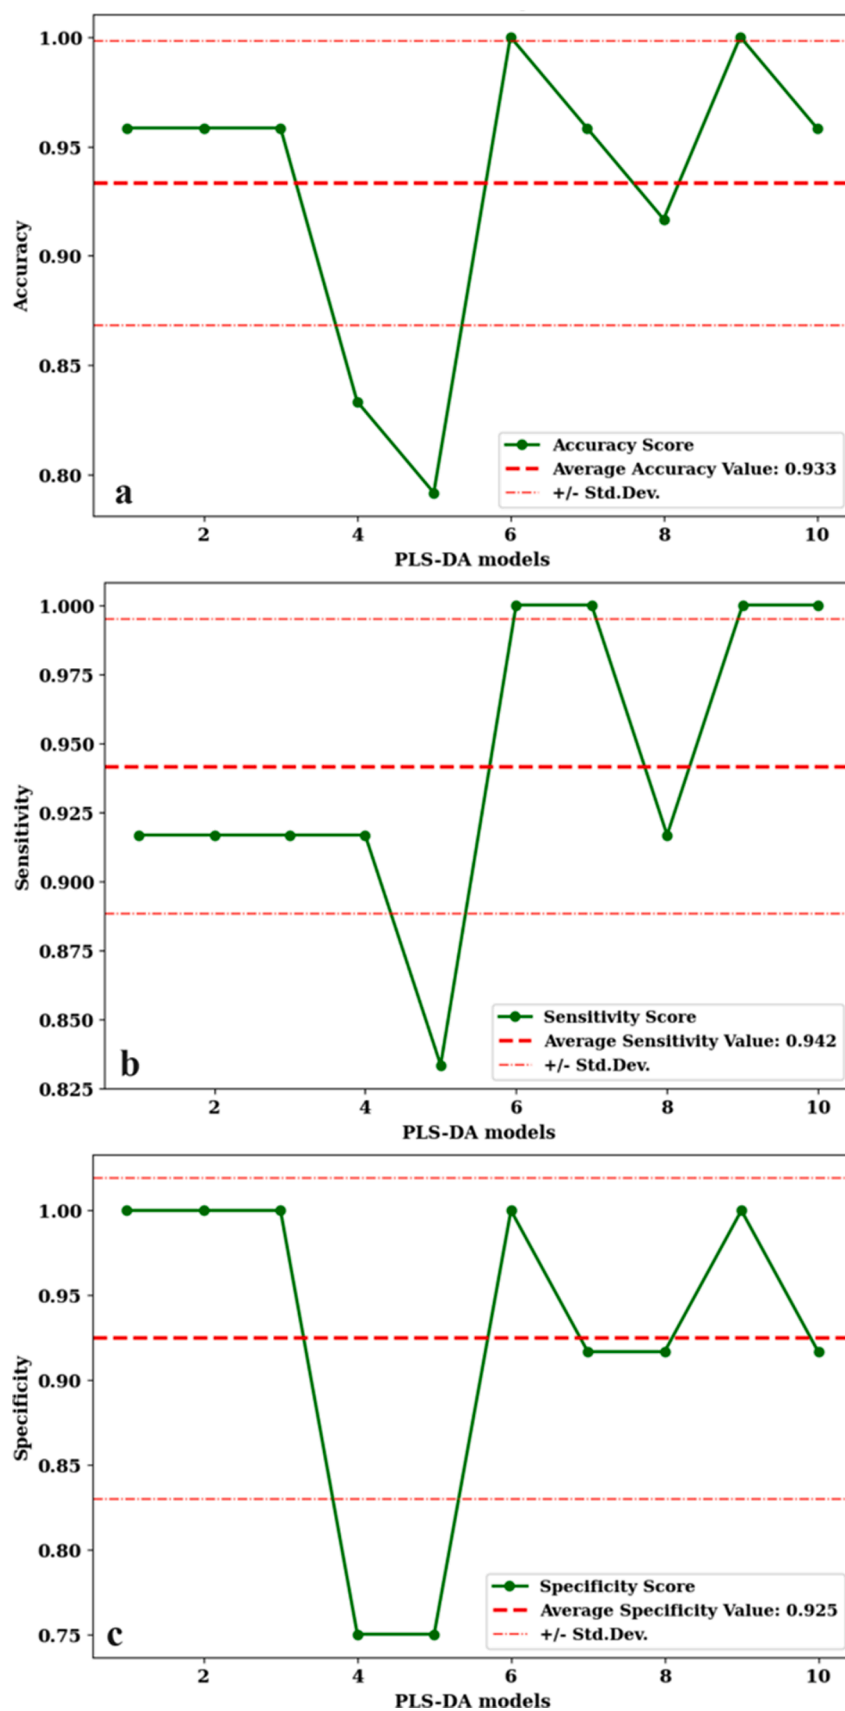 1.00
0.95
0.90
0.85
0.80
Accuracy
a
Accuracy Score
Average Accuracy Value: 0.933
+/- Std.Dev.
2 4 6 8 10
PLS-DA models
1.000
0.975
0.950
0.925
0.900
0.875
0.850
0.825
Sensitivity
b
Sensitivity Score
Average Sensitivity Value: 0.942
+/- Std.Dev.
2 4 6 8 10
PLS-DA models
1.00
0.95
0.90
0.85
0.80
0.75
Specificity
c
Specificity Score
Average Specificity Value: 0.925
+/- Std.Dev.
2 4 6 8 10
PLS-DA models